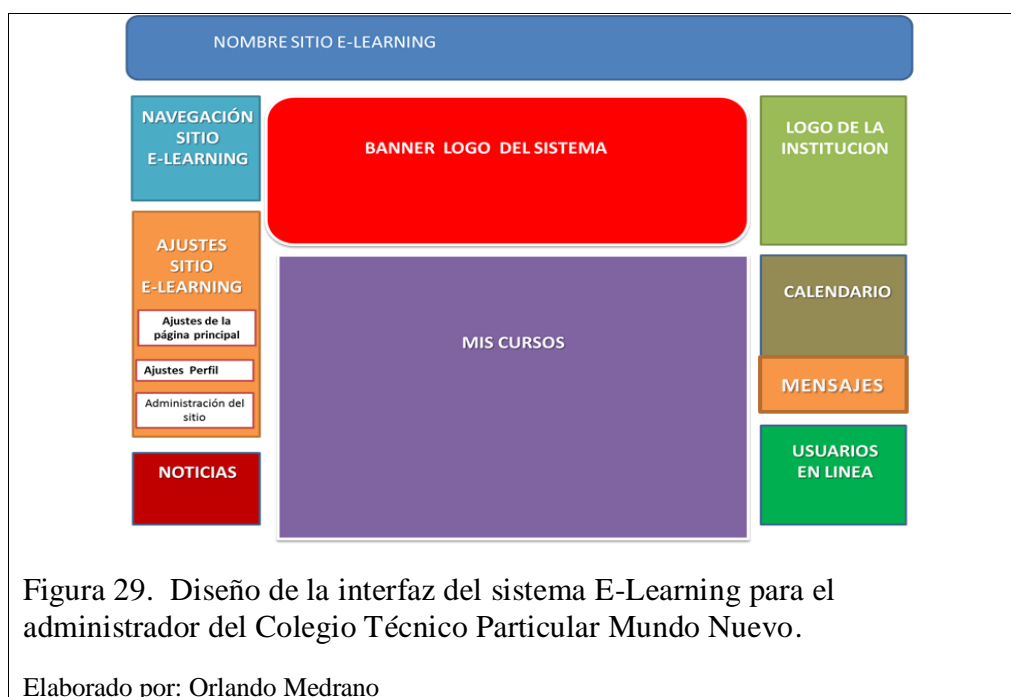 NOMBRE SITIO E-LEARNING
NAVEGACIÓN
SITIO
E-LEARNING
BANNER LOGO DEL SISTEMA
LOGO DE LA
INSTITUCION
AJUSTES
SITIO
E-LEARNING
Ajustes de la
página principal
Ajustes Perfil
Administración del
sitio
NOTICIAS
MIS CURSOS
CALENDARIO
MENSAJES
USUARIOS
EN LINEA
Figura 29. Diseño de la interfaz del sistema E-Learning para el
administrador del Colegio Técnico Particular Mundo Nuevo.
Elaborado por: Orlando Medrano